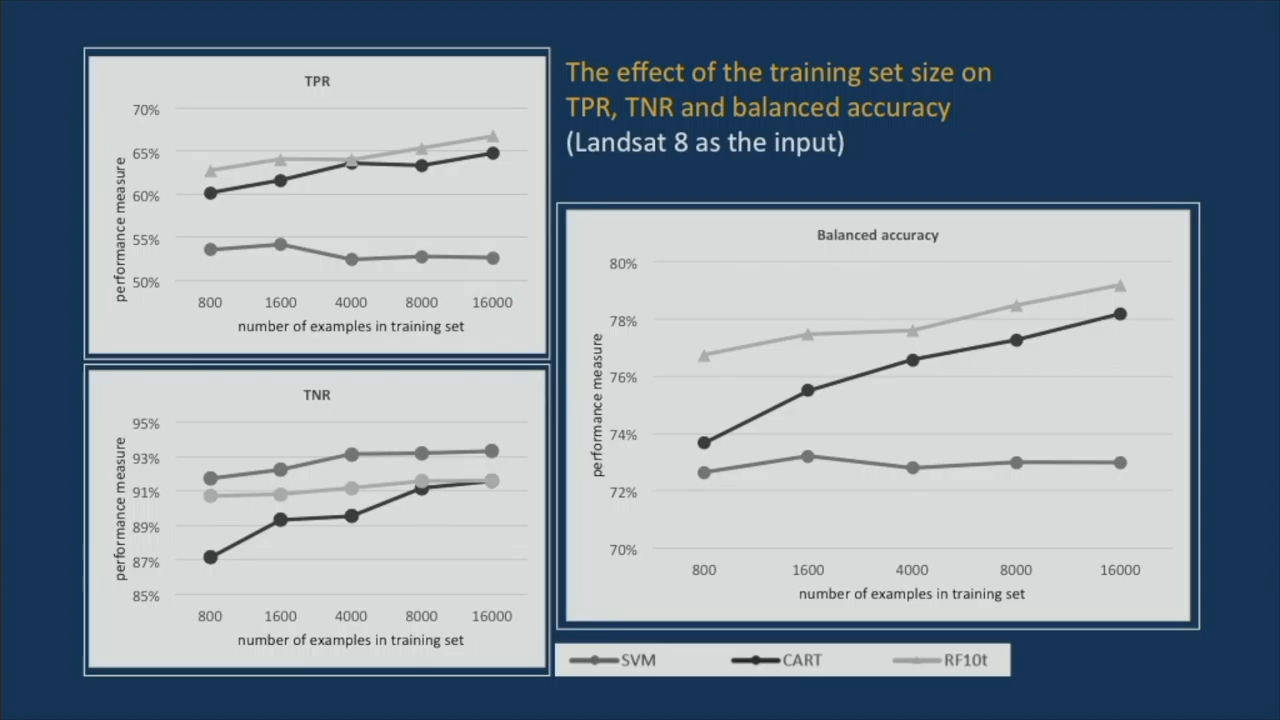 The effect of the training set size on
TPR, TNR and balanced accuracy
(Landsat 8 as the input)
TPR
performance measure
70%
65%
60%
55%
50%
800 1600 4000 8000 16000
number of examples in training set
TNR
performance measure
95%
93%
91%
89%
87%
85%
800 1600 4000 8000 16000
number of examples in training set
Balanced accuracy
performance measure
80%
78%
76%
74%
72%
70%
800 1600 4000 8000 16000
number of examples in training set
SVM CART RF10t